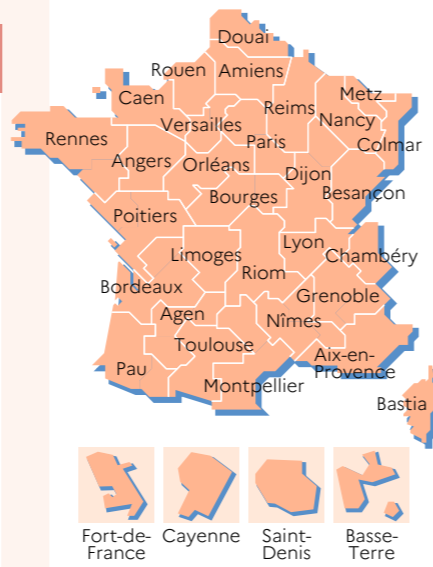 Douai
Rouen
Amiens
Caen
Reims
Metz
Versailles
Nancy
Rennes
Paris
Colmar
Angers
Orléans
Dijon
Bourges
Besançon
Poitiers
Lyon
Limoges
Chambéry
Riom
Bordeaux
Grenoble
Agen
Nîmes
Toulouse
Aix-en-
Provence
Pau
Montpellier
Bastia
Fort-de-
France
Cayenne
Saint-
Denis
Basse-
Terre